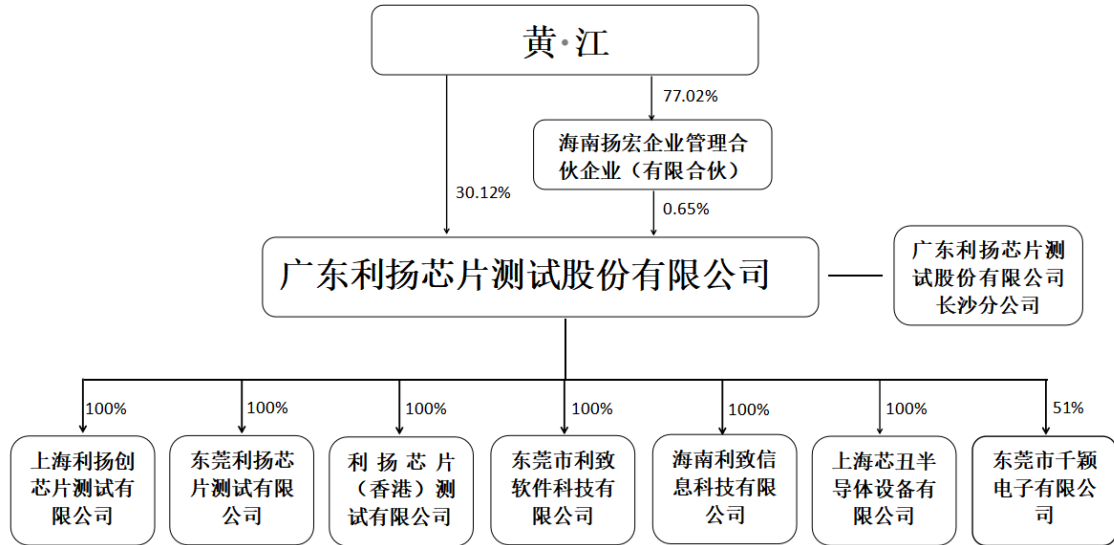 黄·江
77.02%
海南扬宏企业管理合
伙企业（有限合伙）
30.12%
0.65%
广东利扬芯片测试股份有限公司
广东利扬芯片测
试股份有限公司
长沙分公司
100%
100%
100%
100%
100%
100%
51%
上海利扬创
芯片测试有
限公司
东莞利扬芯
片测试有限
公司
利扬芯片
（香港）测
试有限公司
东莞市利致
软件科技有
限公司
海南利致信
息科技有限
公司
上海芯丑半
导体设备有
限公司
东莞市千颖
电子有限公
司